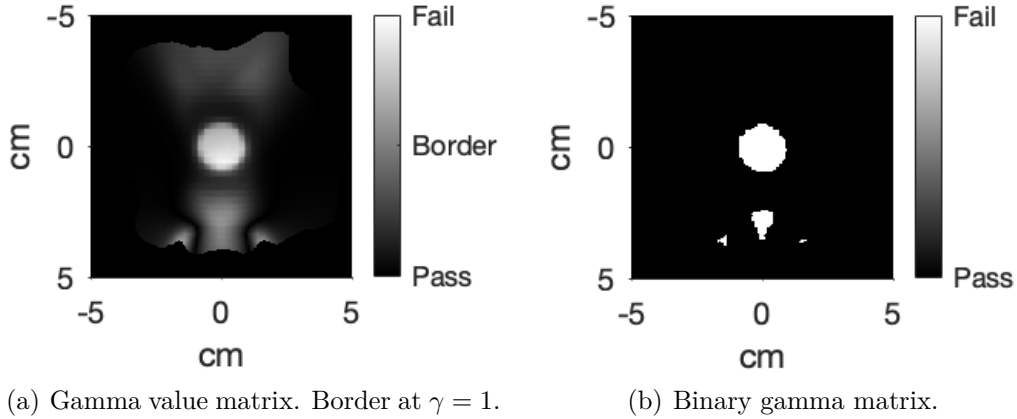 -5
0
5
cm
-5 0 5
cm
Fail
Border
Pass
-5
0
5
cm
-5 0 5
cm
Fail
Pass
(a) Gamma value matrix. Border at γ = 1.
(b) Binary gamma matrix.